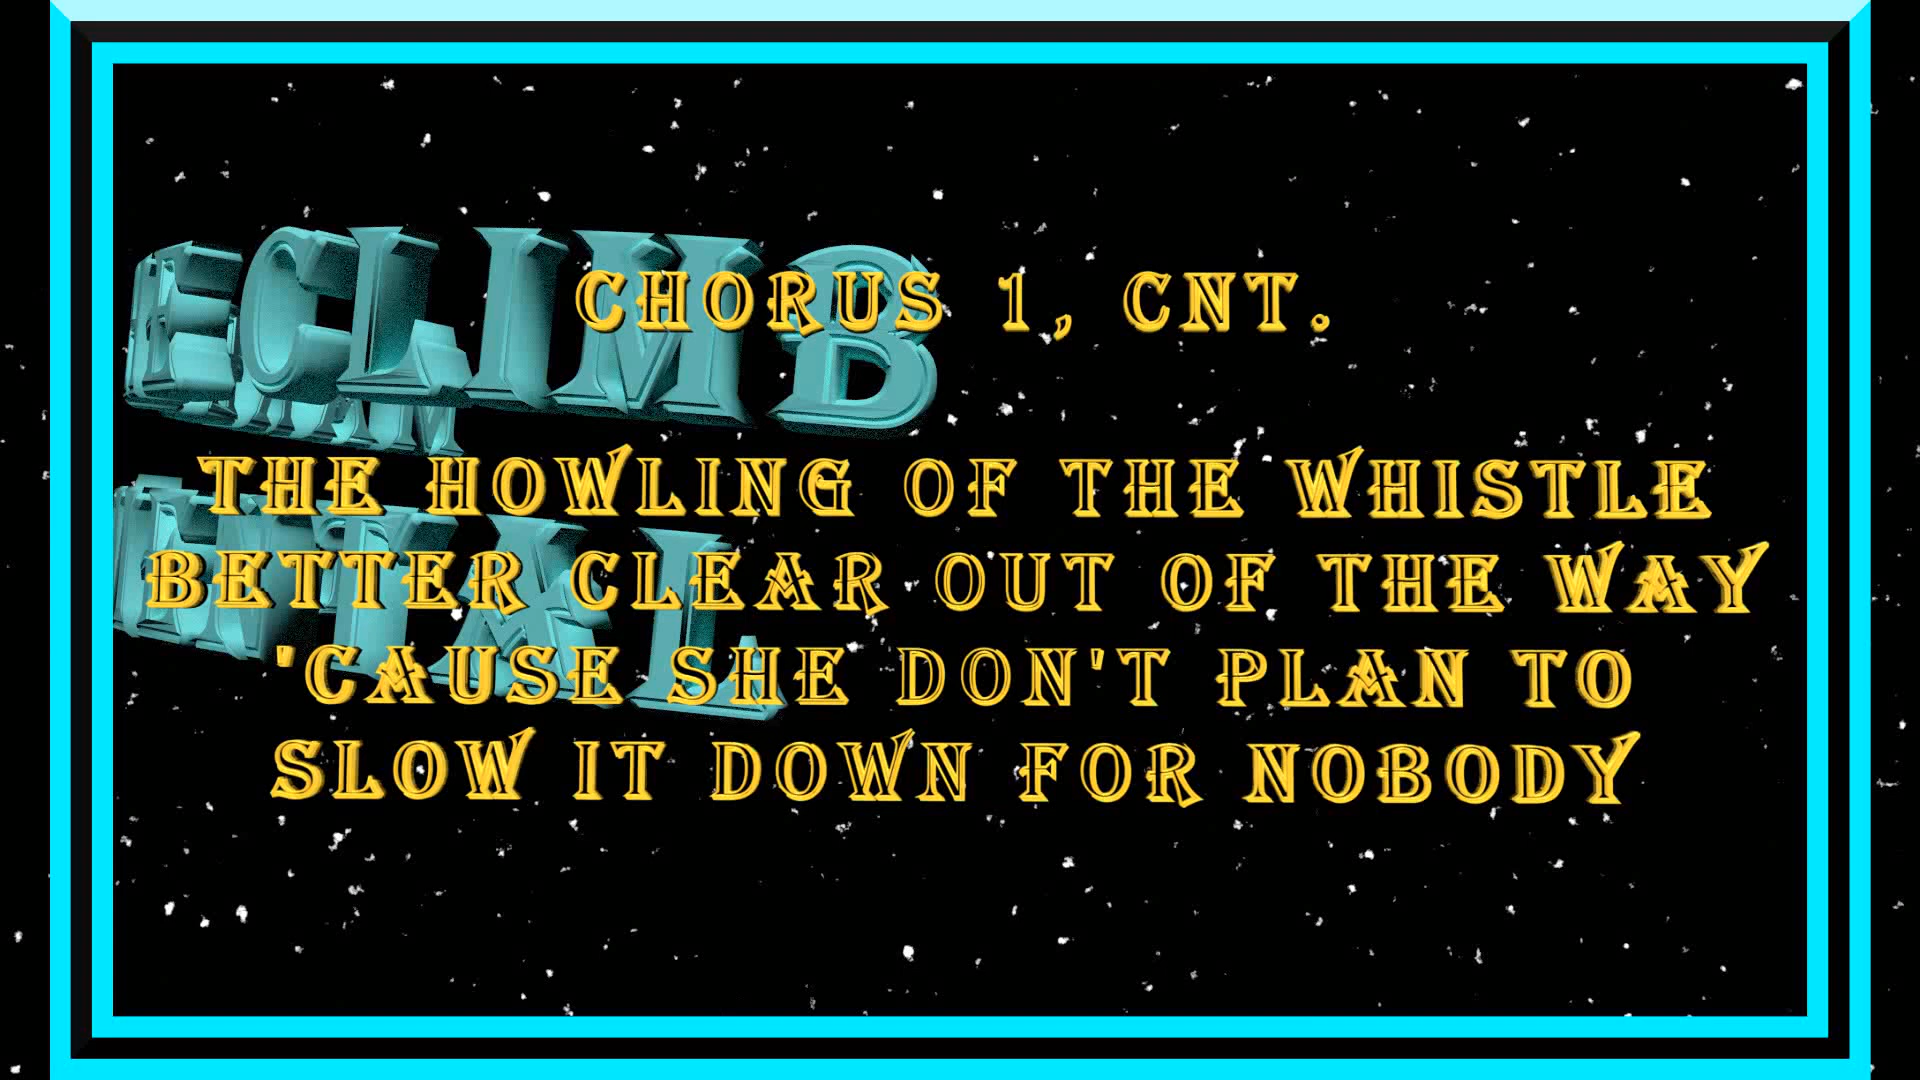 CLIMB
CHORUS 1, CNT.
THE HOWLING OF THE WHISTLE
BETTER CLEAR OUT OF THE WAY
'CAUSE SHE DON'T PLAN TO
SLOW IT DOWN FOR NOBODY